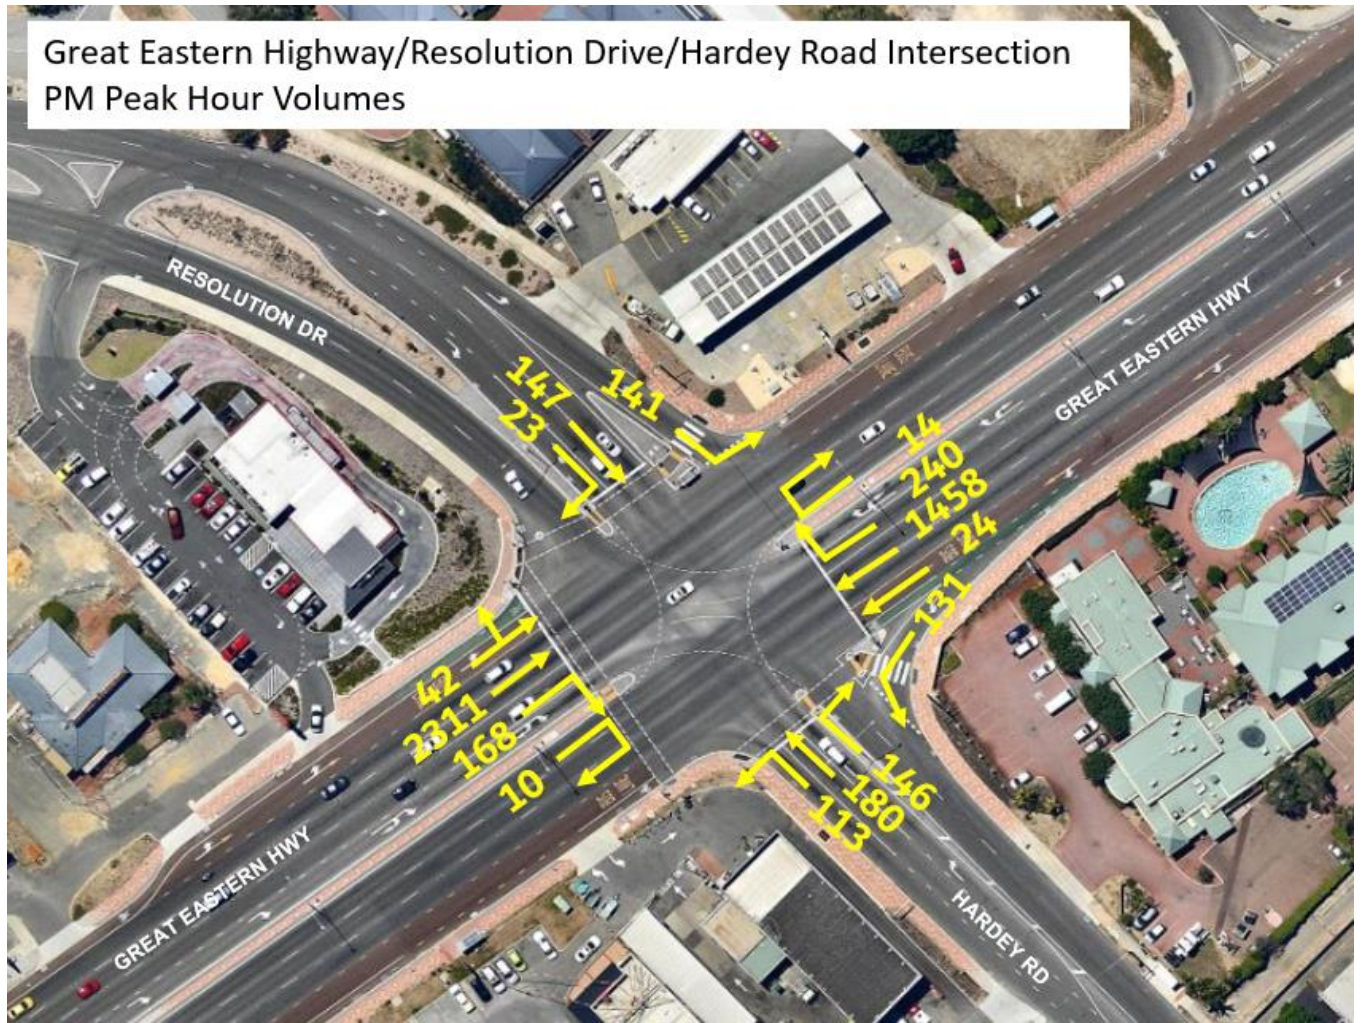 Great Eastern Highway/Resolution Drive/Hardey Road Intersection
PM Peak Hour Volumes
RESOLUTION DR
GREAT EASTERN HWY
147
23
141
14
240
1458
24
131
42
2311
168
10
146
180
113
GREAT EASTERN HWY
HARDEY RD